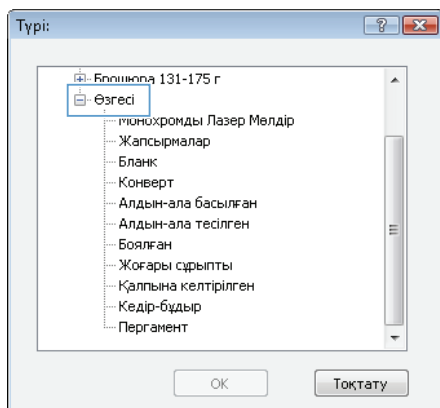 Түрі:
Брошюра 131-175 г
Өзгесі
Монохромды Лазер Мөлдір
Жапсырмалар
Бланк
Конверт
Алдын-ала басылған
Алдын-ала тесілген
Боялған
Жоғары сұрыпты
Қалпына келтірілген
Кедір-бұдыр
Пергамент
OK
Тоқтату